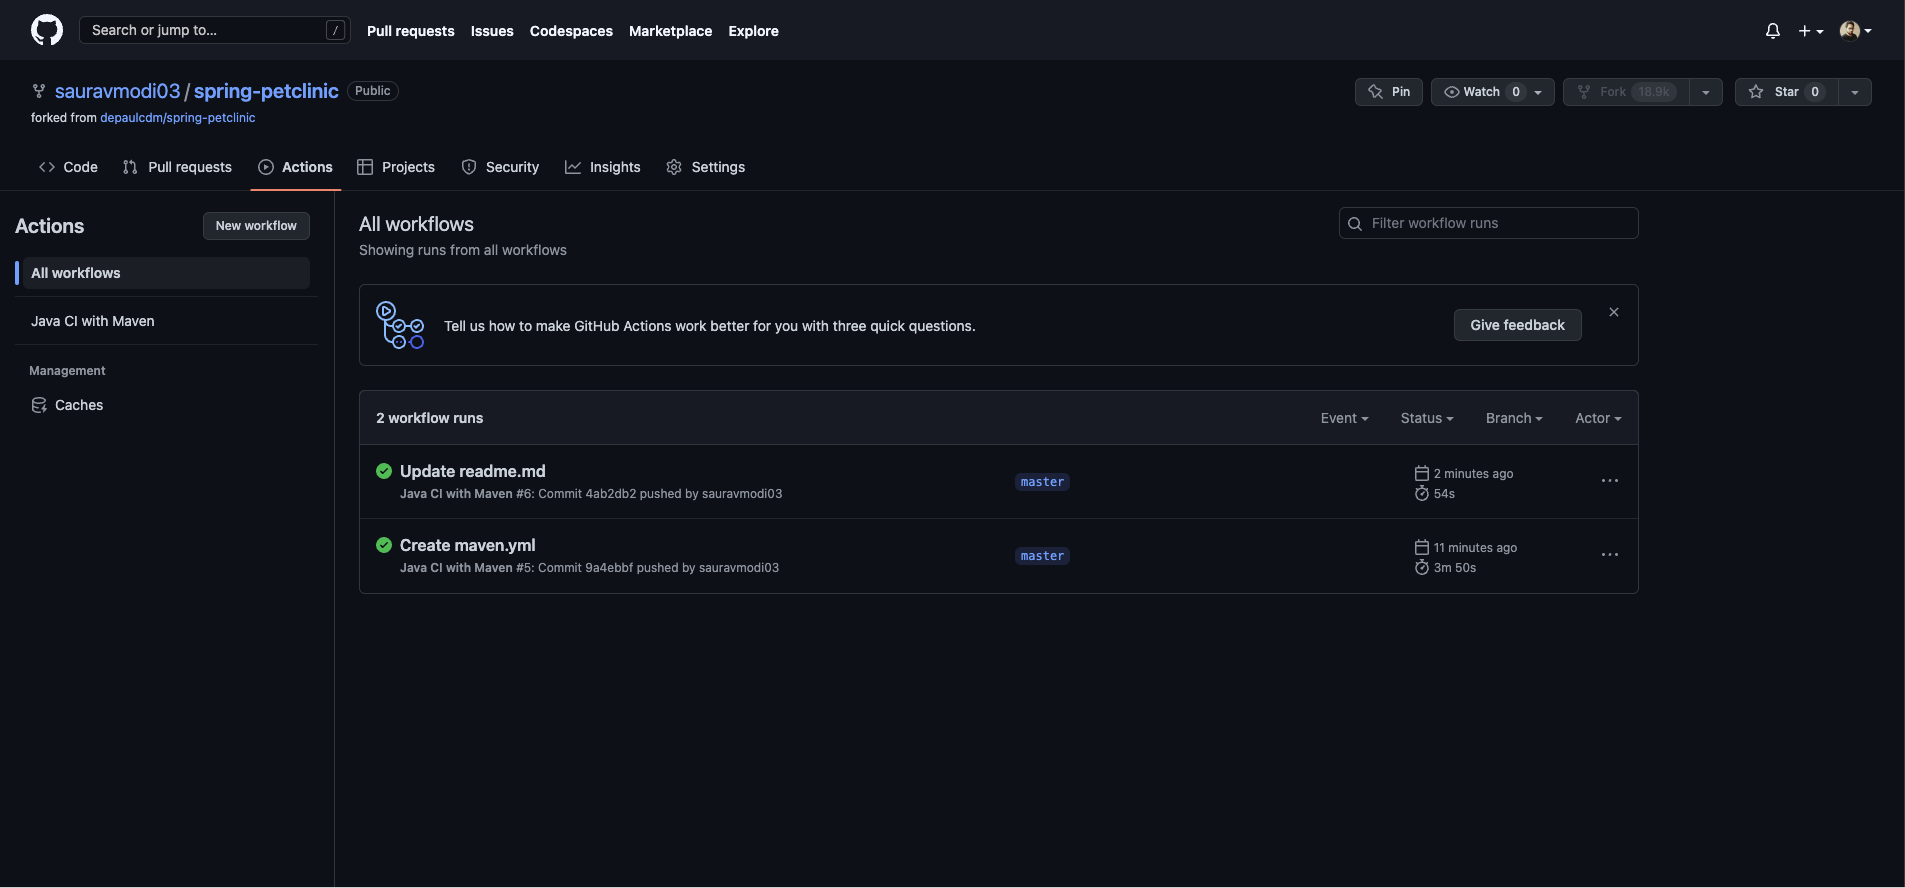 Search or jump to... /
Pull requests Issues Codespaces Marketplace Explore
sauravmodi03 / spring-petclinic Public
Pin Watch 0 Fork 18.9k Star 0
forked from depaulcdm/spring-petclinic
Code Pull requests Actions Projects Security Insights Settings
Actions New workflow
All workflows
Java CI with Maven
Management
Caches
All workflows
Showing runs from all workflows
Filter workflow runs
Tell us how to make GitHub Actions work better for you with three quick questions.
Give feedback
2 workflow runs Event Status Branch Actor
Update readme.md
Java CI with Maven #6: Commit 4ab2db2 pushed by sauravmodi03
master
2 minutes ago
54s
Create maven.yml
Java CI with Maven #5: Commit 9a4ebbf pushed by sauravmodi03
master
11 minutes ago
3m 50s